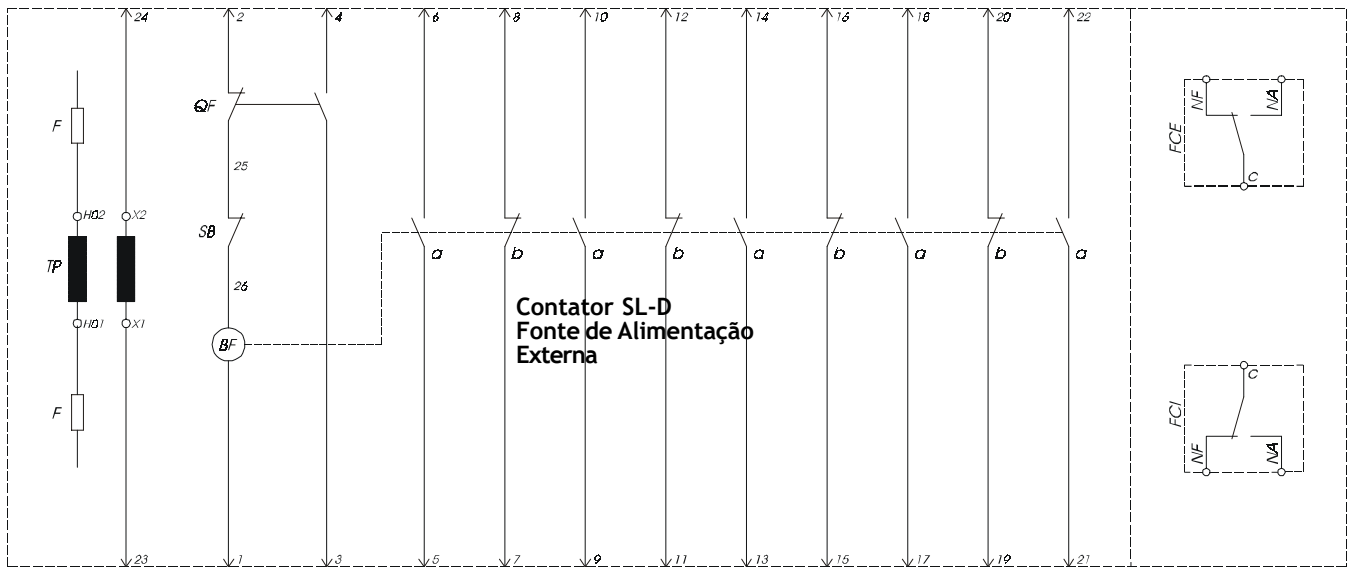 24 2 4 6 8 10 12 14 16 18 20 22
QF
F
25
NF NA
FCE
C
H02 X2
SB
TP
a b a b a b a b a
26
Contator SL-D
Fonte de Alimentação
Externa
H01 X1
BF
C
F
FCI
NF NA
23 1 3 5 7 9 11 13 15 17 19 21